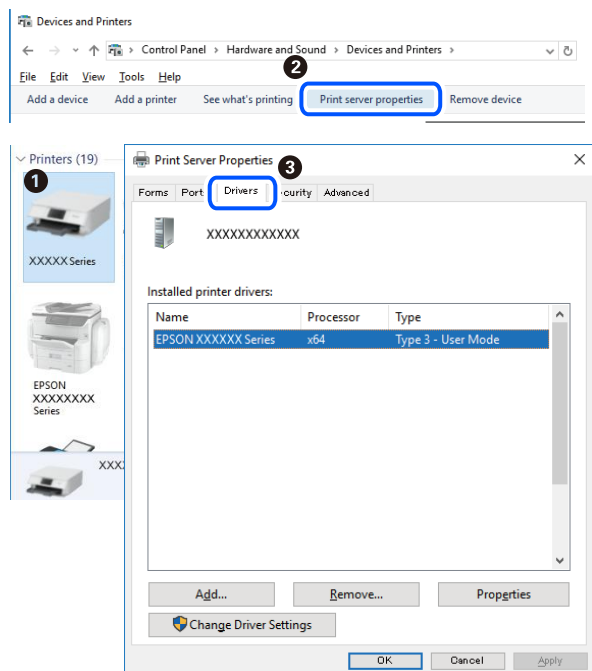 Devices and Printers
Control Panel > Hardware and Sound > Devices and Printers >
File Edit View Tools Help
2
Add a device Add a printer See what's printing Print server properties Remove device
Printers (19)
1
XXXXX Series
EPSON
XXXXXXXX
Series
XXX
Print Server Properties
3
Forms Port Drivers curity Advanced
XXXXXXXXXXXX
Installed printer drivers:
Name Processor Type
EPSON XXXXXX Series x64 Type 3 - User Mode
Add... Remove... Properties
Change Driver Settings
OK Cancel Apply